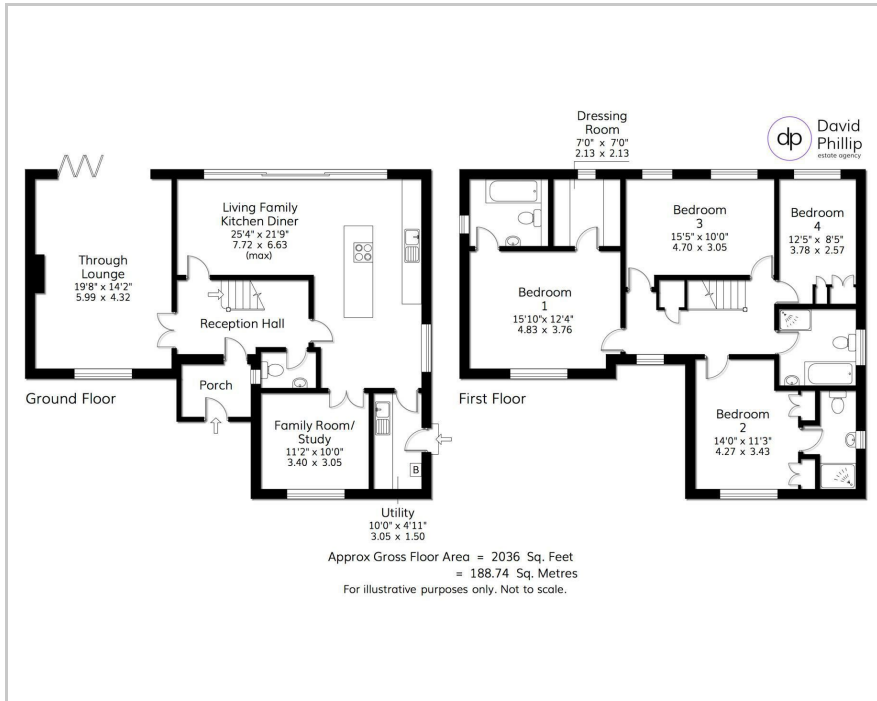 Dressing
Room
7'0" x 7'0"
2.13 x 2.13
dp
David
Phillip
estate agency
Living Family
Kitchen Diner
25'4" x 21'9"
7.72 x 6.63
(max)
Through
Lounge
19'8" x 14'2"
5.99 x 4.32
Reception Hall
Porch
Ground Floor
Family Room/
Study
11'2" x 10'0"
3.40 x 3.05
B
Utility
10'0" x 4'11"
3.05 x 1.50
Bedroom
1
15'10" x 12'4"
4.83 x 3.76
Bedroom
3
15'5" x 10'0"
4.70 x 3.05
Bedroom
4
12'5" x 8'5"
3.78 x 2.57
First Floor
Bedroom
2
14'0" x 11'3"
4.27 x 3.43
Approx Gross Floor Area = 2036 Sq. Feet
= 188.74 Sq. Metres
For illustrative purposes only. Not to scale.